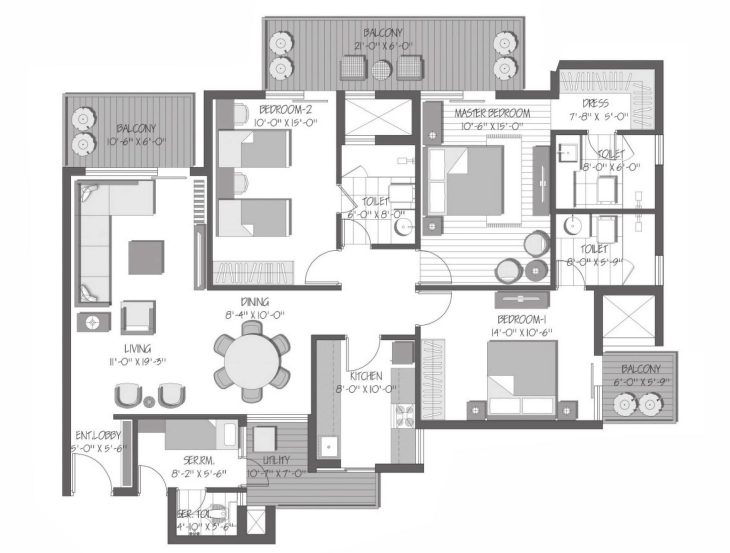 BALCONY
21'-0" X 6'-0"
BALCONY
10'-6" X 6'-0"
BEDROOM-2
10'-0" X 15'-0"
MASTER BEDROOM
10'-6" X 15'-0"
DRESS
7'-8" X 5'-0"
TOILET
8'-0" X 6'-0"
TOILET
6'-0" X 8'-0"
TOILET
8'-0" X 5'-9"
DINING
8'-4" X 10'-0"
LIVING
11'-0" X 19'-3"
BEDROOM-1
14'-0" X 10'-6"
KITCHEN
8'-0" X 10'-0"
BALCONY
6'-0" X 5'-9"
ENT.LOBBY
5'-0" X 5'-6"
SER.RM.
8'-2" X 5'-6"
UTILITY
10'-7" X 7'-0"
SER. TOI.
4'-10" X 5'-6"